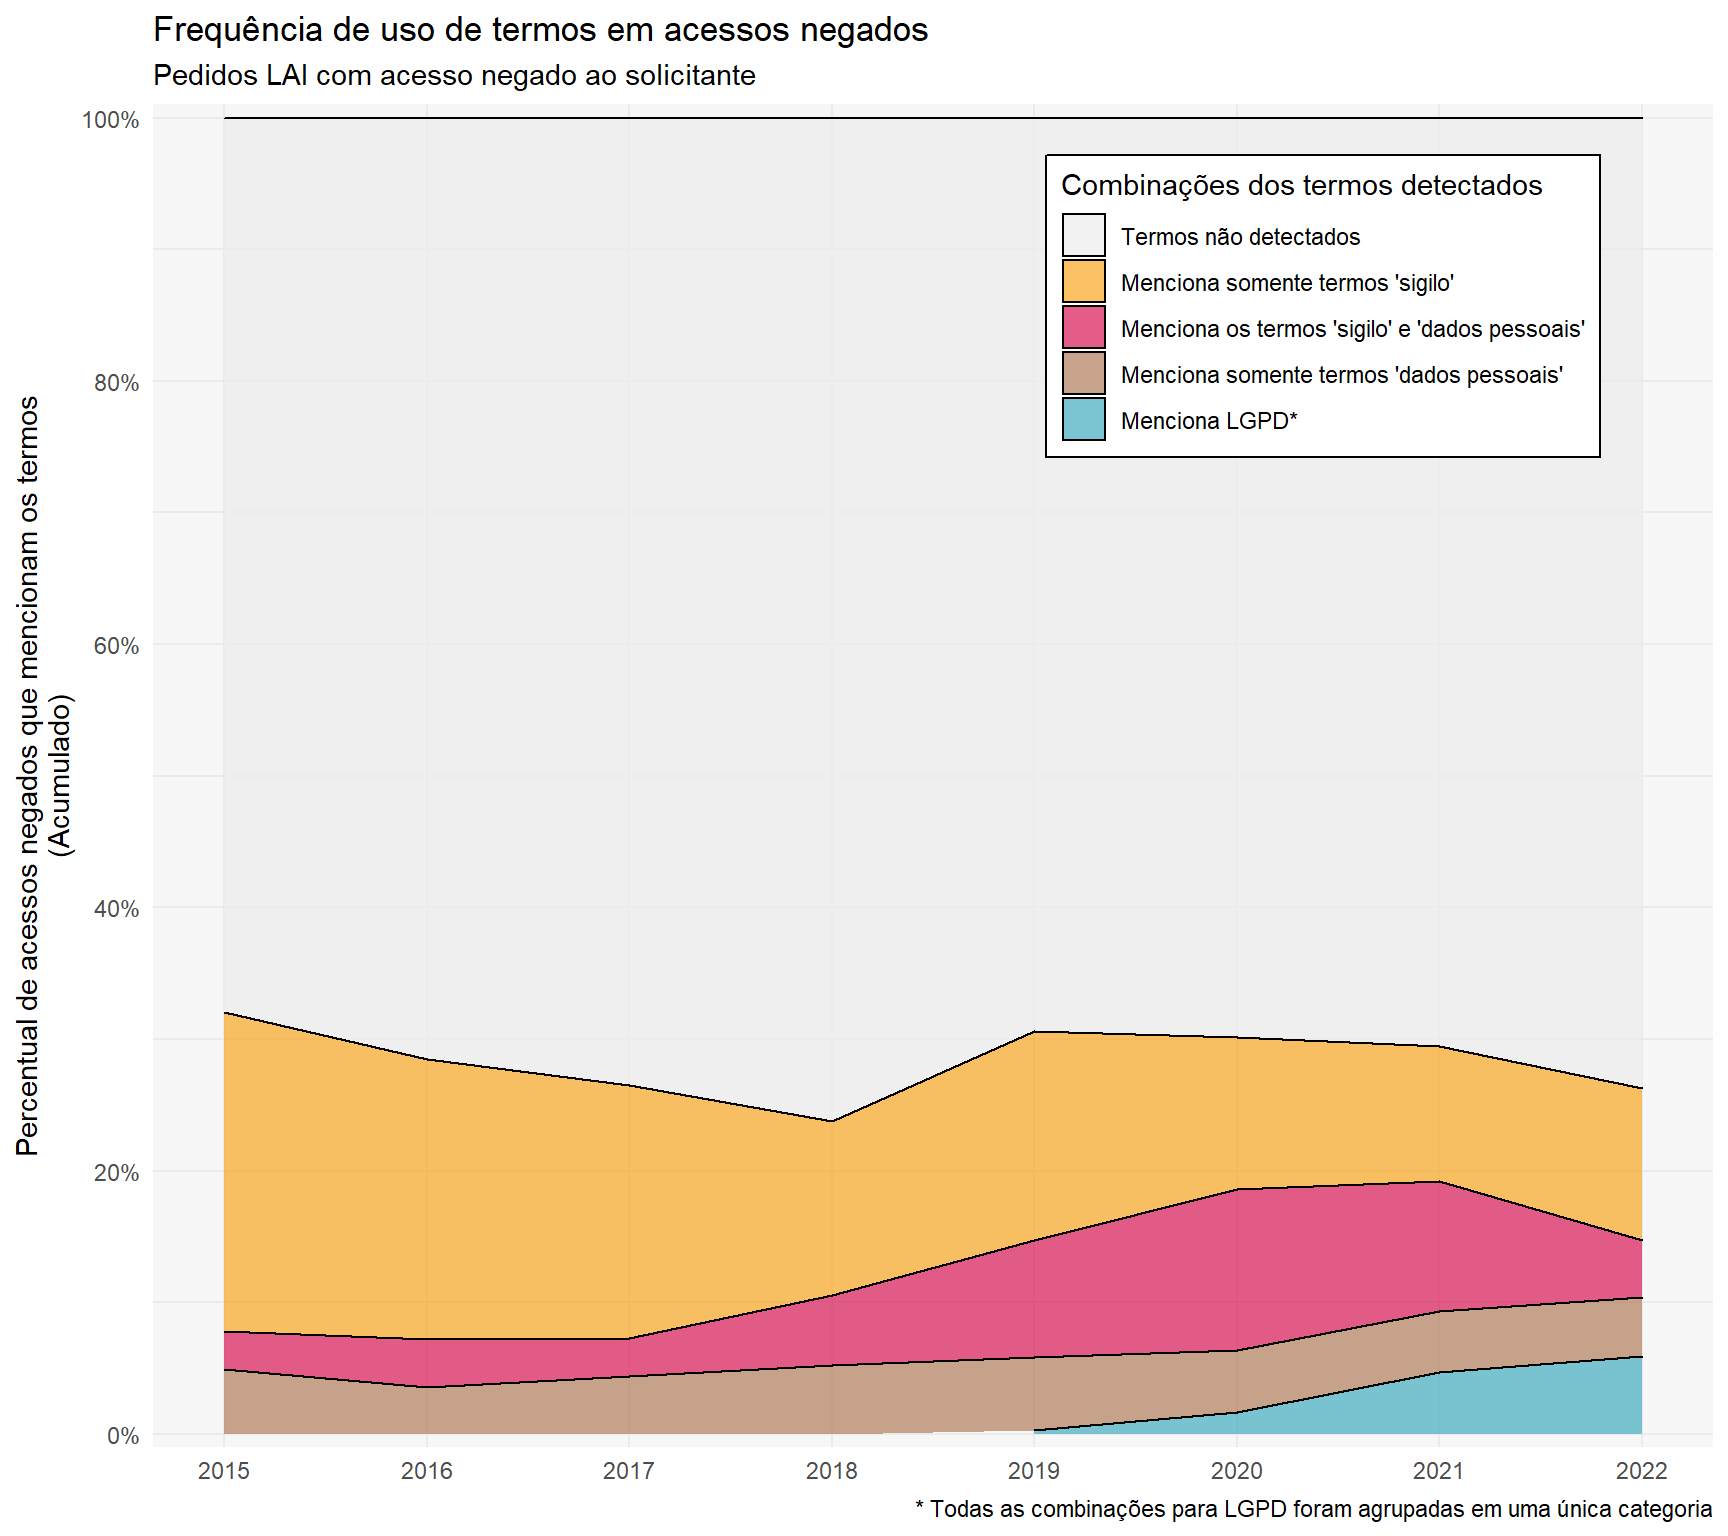 Frequência de uso de termos em acessos negados
Pedidos LAI com acesso negado ao solicitante
Percentual de acessos negados que mencionam os termos
(Acumulado)
100%
80%
60%
40%
20%
0%
Combinações dos termos detectados
Termos não detectados
Menciona somente termos 'sigilo'
Menciona os termos 'sigilo' e 'dados pessoais'
Menciona somente termos 'dados pessoais'
Menciona LGPD*
2015
2016
2017
2018
2019
2020
2021
2022
* Todas as combinações para LGPD foram agrupadas em uma única categoria